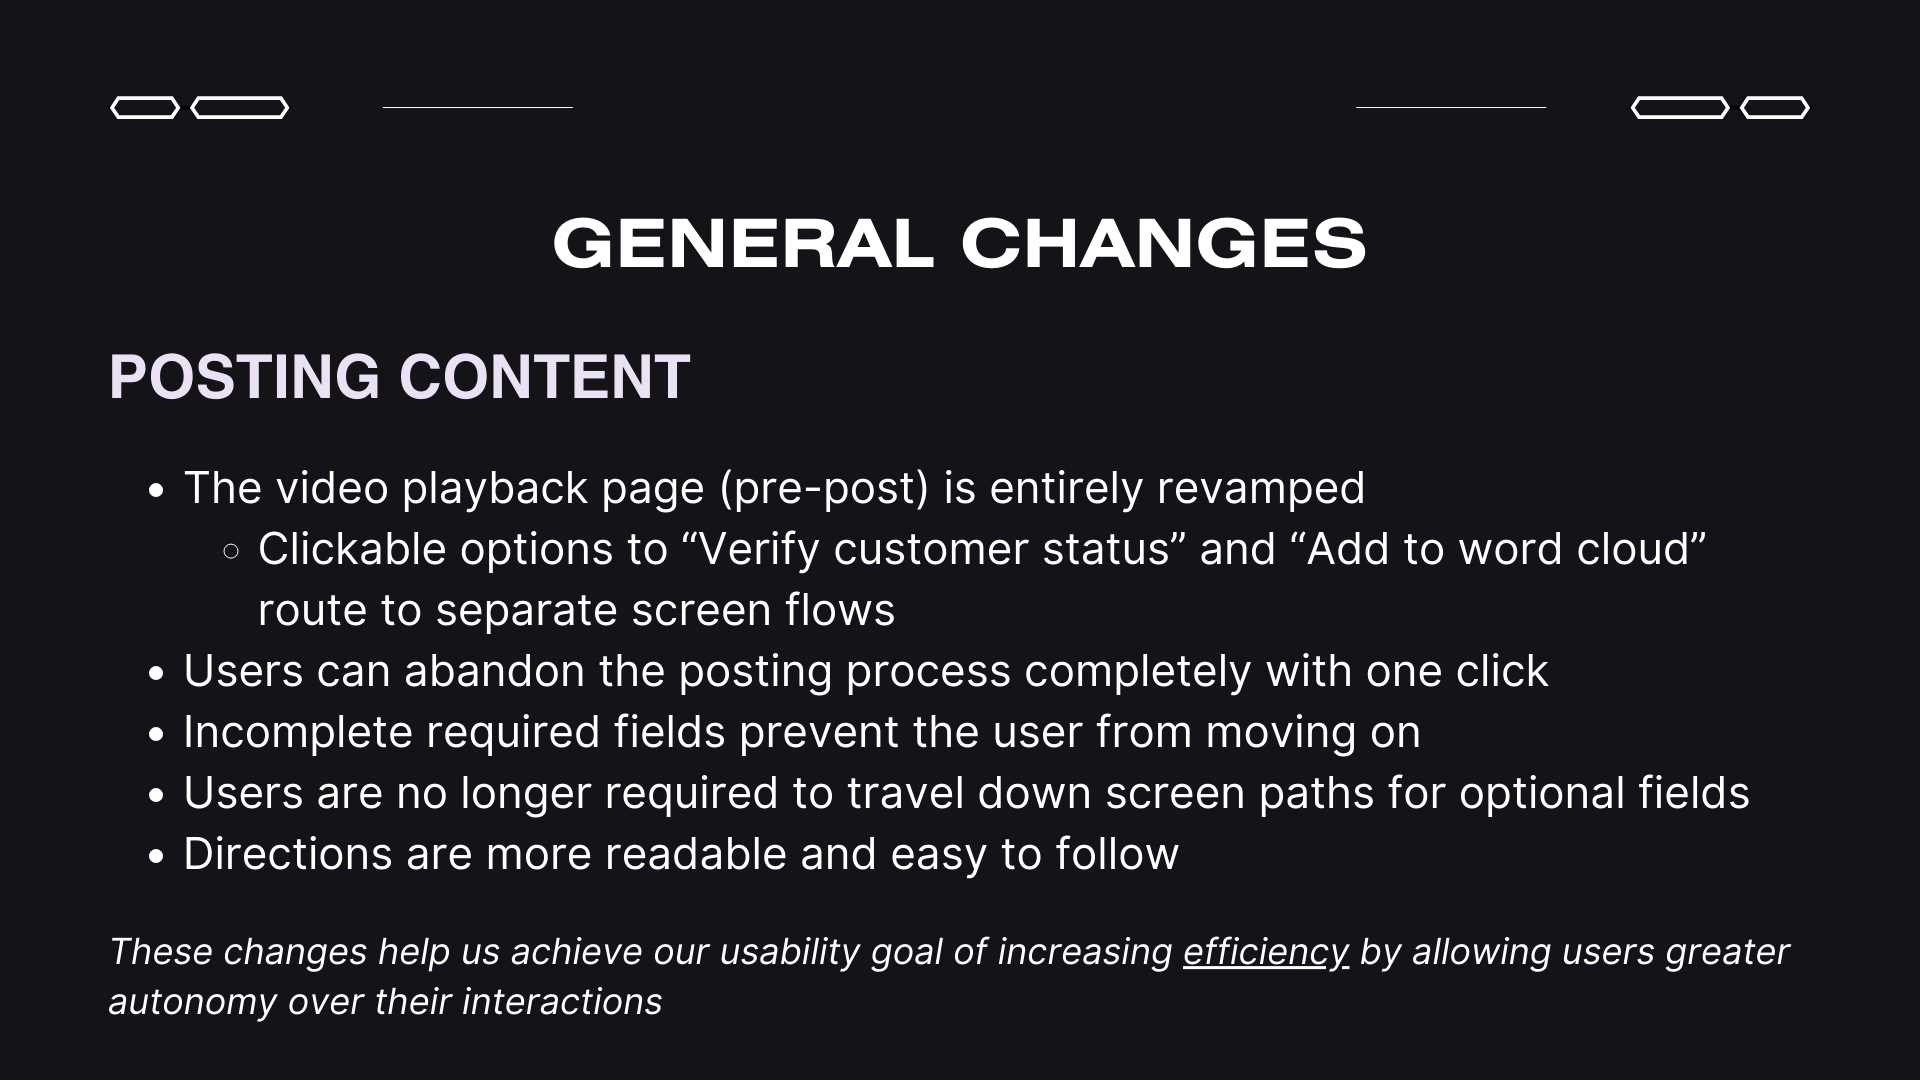 GENERAL CHANGES
POSTING CONTENT
• The video playback page (pre-post) is entirely revamped
◦ Clickable options to “Verify customer status” and “Add to word cloud”
route to separate screen flows
• Users can abandon the posting process completely with one click
• Incomplete required fields prevent the user from moving on
• Users are no longer required to travel down screen paths for optional fields
• Directions are more readable and easy to follow
These changes help us achieve our usability goal of increasing efficiency by allowing users greater
autonomy over their interactions